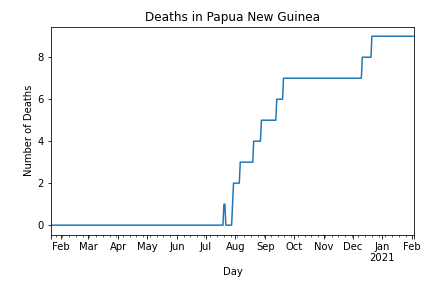 Deaths in Papua New Guinea
Number of Deaths
8
6
4
2
0
Feb Mar Apr May Jun Jul Aug Sep Oct Nov Dec Jan Feb
2021
Day